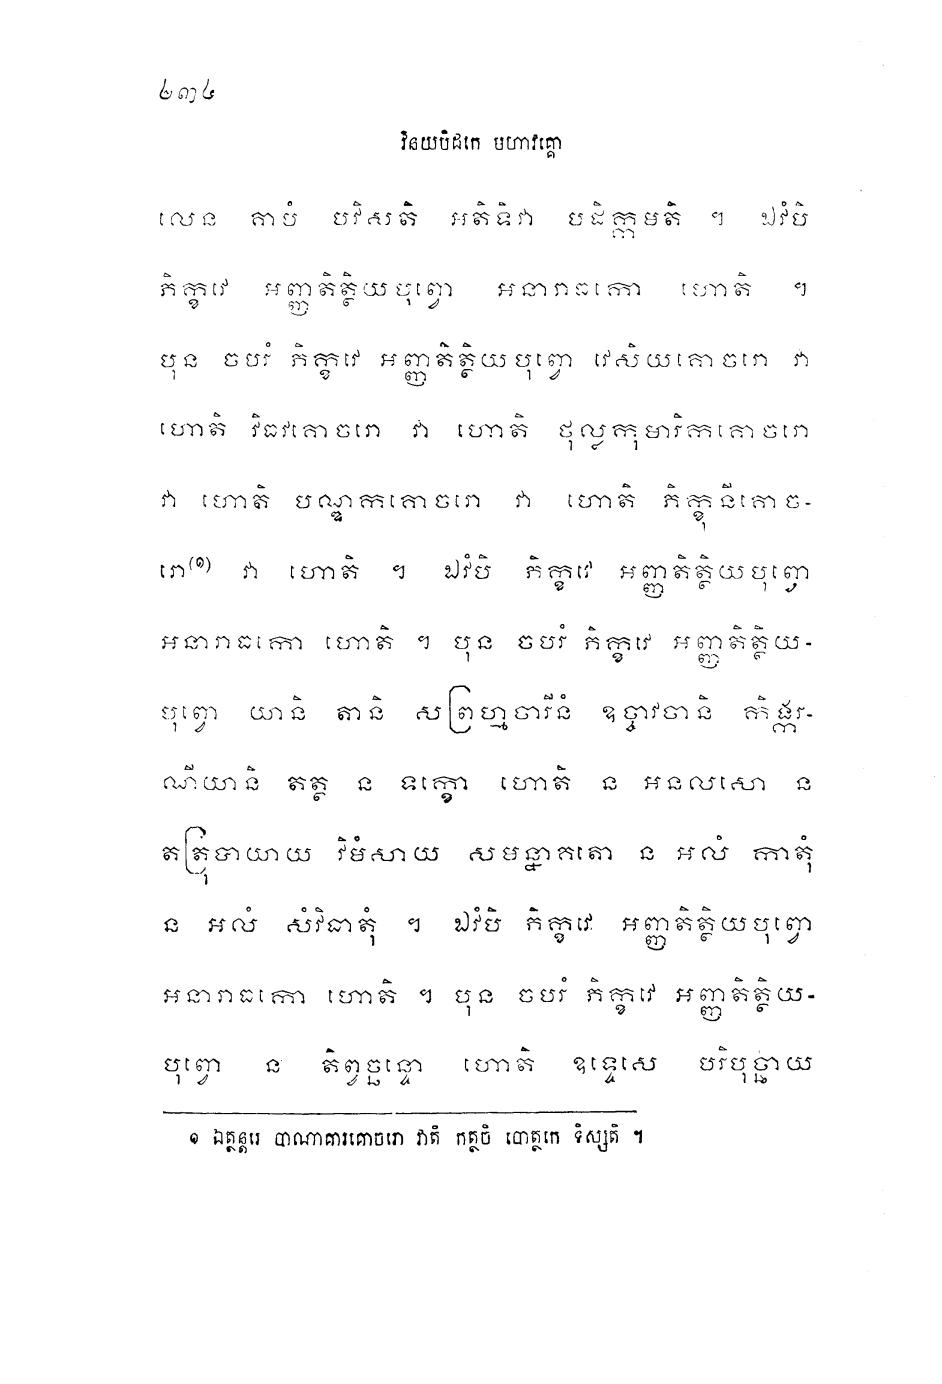 ២៣៤
វិនយបិដកេ មហាវគ្គោ
លេន គាមំ បវិសតិ អតិទិវា បដិក្កមតិ ។ ឯវំបិ
ភិក្ខវេ អញ្ញតិត្ថិយបុព្វោ អនារាធកោ ហោតិ ។
បុន ចបរំ ភិក្ខវេ អញ្ញតិត្ថិយបុព្វោ វេសិយគោចរោ វា
ហោតិ វិធវគោចរោ វា ហោតិ ថុល្លកុមារិកគោចរោ
វា ហោតិ បណ្ឌកគោចរោ វា ហោតិ ភិក្ខុនីគោច-
រោ(១) វា ហោតិ ។ ឯវំបិ ភិក្ខវេ អញ្ញតិត្ថិយបុព្វោ
អនារាធកោ ហោតិ ។ បុន ចបរំ ភិក្ខវេ អញ្ញតិត្ថិយ-
បុព្វោ យានិ តានិ សព្រហ្មចារីនំ ឧច្ចាវចានិ កិង្ករ-
ណីយានិ តត្ថ ន ទក្ខោ ហោតិ ន អនលសោ ន
តត្រុបាយាយ វិមំសាយ សមន្នាគតោ ន អលំ កាតុំ
ន អលំ សំវិធាតុំ ។ ឯវំបិ ភិក្ខវេ អញ្ញតិត្ថិយបុព្វោ
អនារាធកោ ហោតិ ។ បុន ចបរំ ភិក្ខវេ អញ្ញតិត្ថិយ-
បុព្វោ ន តិព្វច្ឆន្ទោ ហោតិ ឧទ្ទេសេ បរិបុច្ឆាយ
១ ឯត្ថន្តរេ បាណាគារគោចរោ វាតិ កត្ថចិ បោត្ថកេ ទិស្សតិ ។